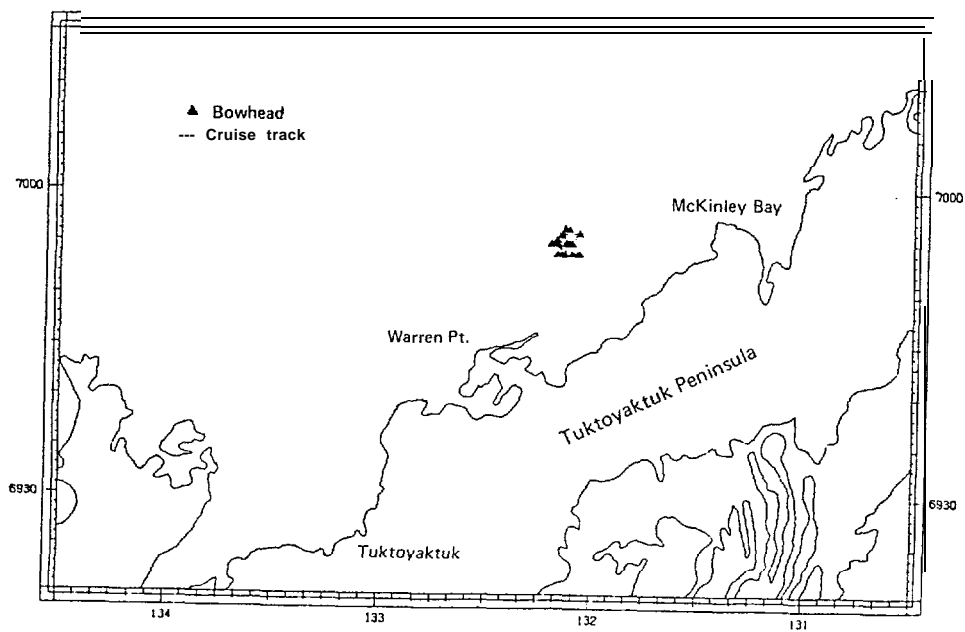 ▲ Bowhead
--- Cruise track
7000
7000
McKinley Bay
Warren Pt.
Tuktoyaktuk Peninsula
6930
6930
Tuktoyaktuk
134
133
132
131